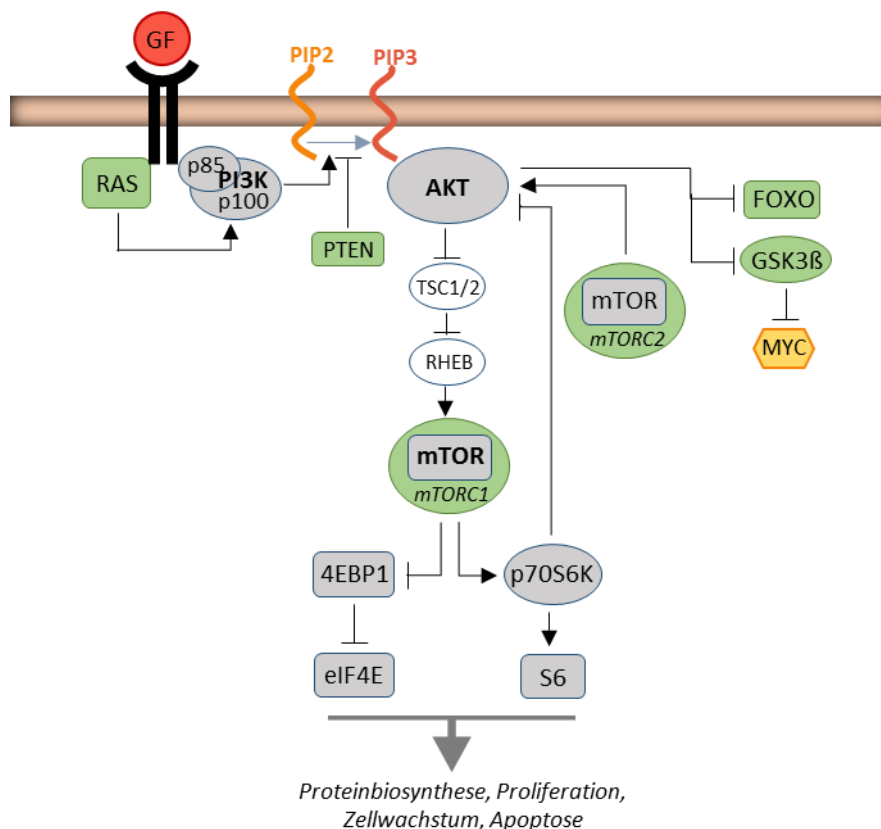 GF
PIP2
PIP3
RAS
p85
PI3K
p100
AKT
PTEN
FOXO
GSK3ß
TSC1/2
mTOR
mTORC2
MYC
RHEB
mTOR
mTORC1
4EBP1
p70S6K
eIF4E
S6
Proteinbiosynthese, Proliferation,
Zellwachstum, Apoptose